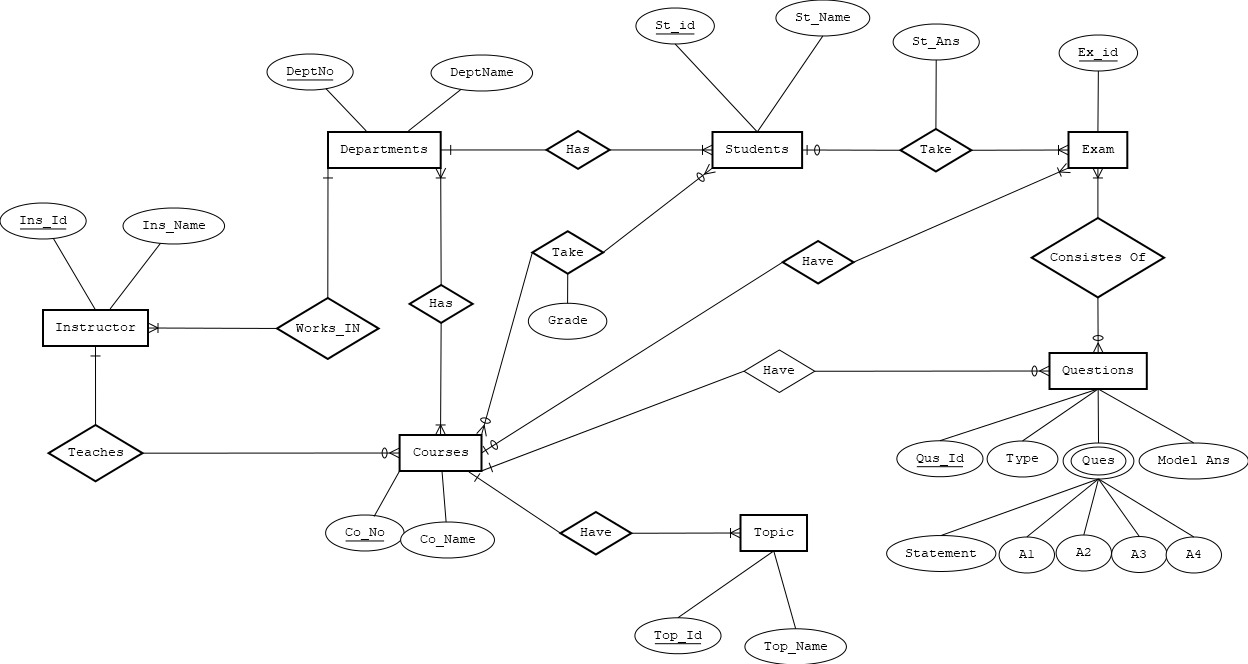 St_id
St_Name
St_Ans
Ex_id
DeptNo
DeptName
Departments
Has
Students
Take
Exam
Ins_Id
Ins_Name
Take
Have
Consistes Of
Has
Grade
Instructor
Works_IN
Have
Questions
Teaches
Courses
Qus_Id
Type
Ques
Model Ans
Co_No
Co_Name
Have
Topic
Statement
A1
A2
A3
A4
Top_Id
Top_Name